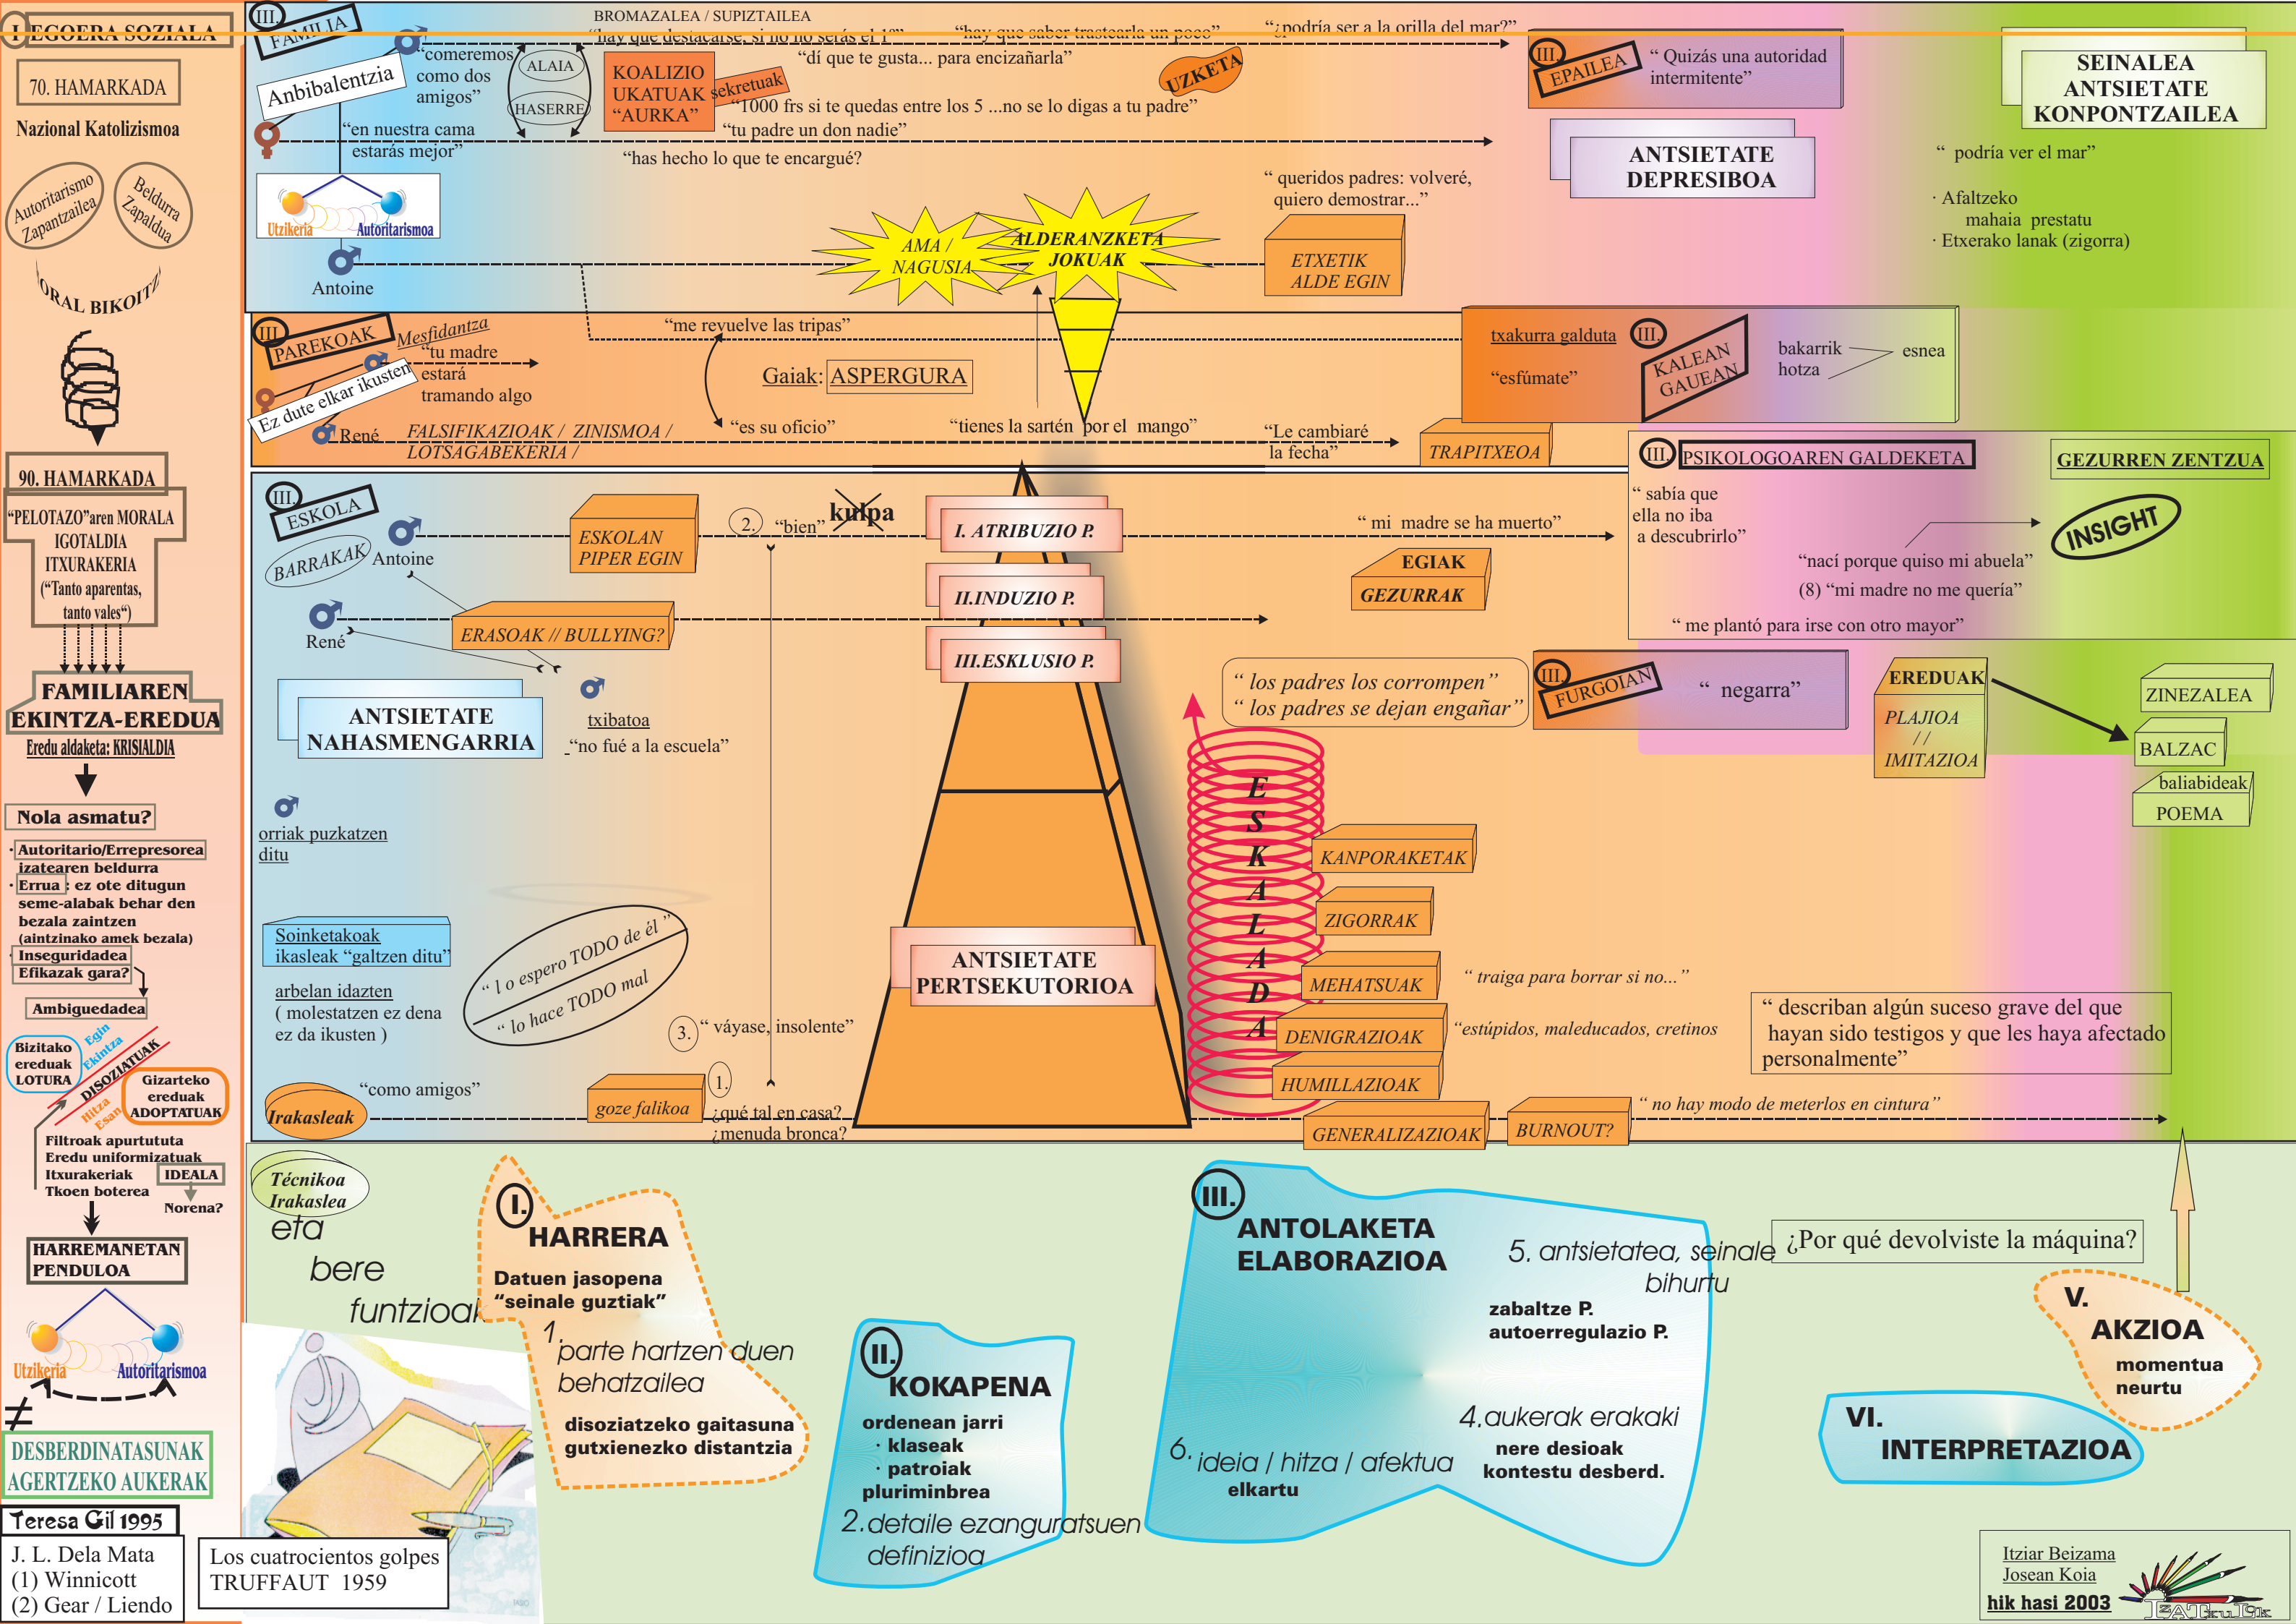 I EGOERA SOZIALA
70. HAMARKADA
Nazional Katolizismoa
Autoritarismo
Zapantzailea
Beldurra
Zapaldua
ORAL BIKOITZ
90. HAMARKADA
“PELOTAZO”aren MORALA
IGOTALDIA
ITXURAKERIA
(“Tanto aparentas,
tanto vales“)
FAMILIAREN
EKINTZA-EREDUA
Eredu aldaketa: KRISIALDIA
Nola asmatu?
· Autoritario/Errepresorea
izatearen beldurra
· Errua : ez ote ditugun
seme-alabak behar den
bezala zaintzen
(aintzinako amek bezala)
· Inseguridadea
Efikazak gara?
Ambiguedadea
Bizitako
ereduak
LOTURA
Egin
Ekintza
DISOZIATUAK
Hitza
Esan
Gizarteko
ereduak
ADOPTATUAK
Filtroak apurtututa
Eredu uniformizatuak
Itxurakeriak
Tkoen boterea
IDEALA
Norena?
HARREMANETAN
PENDULOA
Utzikeria
Autoritarismoa
≠
DESBERDINATASUNAK
AGERTZEKO AUKERAK
Teresa Gil 1995
J. L. Dela Mata
(1) Winnicott
(2) Gear / Liendo
Los cuatrocientos golpes
TRUFFAUT 1959
III.
FAMILIA
BROMAZALEA / SUPIZTAILEA
“hay que destacarse, si no no serás el 1º”
“hay que saber trastearla un poco”
“¿podría ser a la orilla del mar?”
Anbibalentzia
“comeremos
como dos
amigos”
ALAIA
HASERRE
KOALIZIO
UKATUAK
“AURKA”
sekretuak
“dí que te gusta... para encizañarla”
UZKETA
“1000 frs si te quedas entre los 5 ...no se lo digas a tu padre”
“en nuestra cama
estarás mejor”
“tu padre un don nadie”
“has hecho lo que te encargué?
Utzikeria
Autoritarismoa
Antoine
AMA /
NAGUSIA
ALDERANZKETA
JOKUAK
“ queridos padres: volveré,
quiero demostrar...”
ETXETIK
ALDE EGIN
III.
EPAILEA
“ Quizás una autoridad
intermitente”
ANTSIETATE
DEPRESIBOA
SEINALEA
ANTSIETATE
KONPONTZAILEA
“ podría ver el mar”
· Afaltzeko
mahaia prestatu
· Etxerako lanak (zigorra)
III.
PAREKOAK
Mesfidantza
“tu madre
estará
tramando algo
Ez dute elkar ikusten
René
FALSIFIKAZIOAK / ZINISMOA /
LOTSAGABEKERIA /
“me revuelve las tripas”
Gaiak: ASPERGURA
“es su oficio”
“tienes la sartén por el mango”
“Le cambiaré
la fecha”
TRAPITXEOA
txakurra galduta
“esfúmate”
III.
KALEAN
GAUEAN
bakarrik
hotza
esnea
III.
ESKOLA
BARRAKAK
Antoine
ESKOLAN
PIPER EGIN
2.
“bien”
kulpa
I. ATRIBUZIO P.
II.INDUZIO P.
III.ESKLUSIO P.
“ mi madre se ha muerto”
EGIAK
GEZURRAK
III.
PSIKOLOGOAREN GALDEKETA
“ sabía que
ella no iba
a descubrirlo”
GEZURREN ZENTZUA
INSIGHT
“nací porque quiso mi abuela”
(8) “mi madre no me quería”
“ me plantó para irse con otro mayor”
René
ERASOAK // BULLYING?
ANTSIETATE
NAHASMENGARRIA
txibatoa
“no fué a la escuela”
“ los padres los corrompen”
“ los padres se dejan engañar”
III.
FURGOIAN
“ negarra”
EREDUAK
PLAJIOA
//
IMITAZIOA
ZINEZALEA
BALZAC
baliabideak
POEMA
orriak puzkatzen
ditu
Soinketakoak
ikasleak “galtzen ditu”
arbelan idazten
( molestatzen ez dena
ez da ikusten )
“ l o espero TODO de él ”
“ lo hace TODO mal
3.
“ váyase, insolente”
ANTSIETATE
PERTSEKUTORIOA
ESKALADA
KANPORAKETAK
ZIGORRAK
MEHATSUAK
“ traiga para borrar si no...”
DENIGRAZIOAK
“estúpidos, maleducados, cretinos
HUMILLAZIOAK
GENERALIZAZIOAK
BURNOUT?
“ no hay modo de meterlos en cintura”
“ describan algún suceso grave del que
hayan sido testigos y que les haya afectado
personalmente”
Irakasleak
“como amigos”
goze falikoa
1.
¿qué tal en casa?
¿menuda bronca?
Técnikoa
Irakaslea
eta
bere
funtzioak
I.
HARRERA
Datuen jasopena
“seinale guztiak”
1.
parte hartzen duen
behatzailea
disoziatzeko gaitasuna
gutxienezko distantzia
II.
KOKAPENA
ordenean jarri
· klaseak
· patroiak
pluriminbrea
2.detaile ezanguratsuen
definizioa
III.
ANTOLAKETA
ELABORAZIOA
5. antsietatea, seinale
bihurtu
zabaltze P.
autoerregulazio P.
4.aukerak erakaki
nere desioak
kontestu desberd.
6. ideia / hitza / afektua
elkartu
¿Por qué devolviste la máquina?
V.
AKZIOA
momentua
neurtu
VI.
INTERPRETAZIOA
Itziar Beizama
Josean Koia
hik hasi 2003